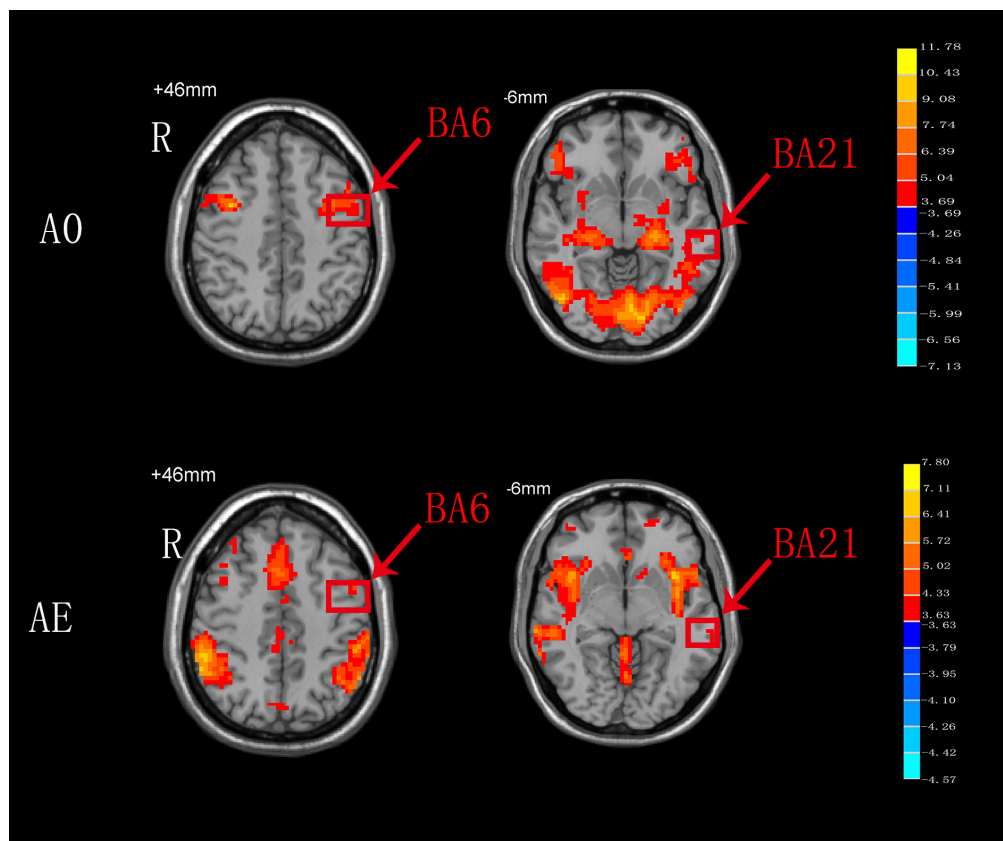 +46mm
-6mm
R
BA6
BA21
AO
11.78
10.43
9.08
7.74
6.39
5.04
3.69
-3.69
-4.26
-4.84
-5.41
-5.99
-6.56
-7.13
+46mm
-6mm
R
BA6
BA21
AE
7.80
7.11
6.41
5.72
5.02
4.33
3.63
-3.63
-3.79
-3.95
-4.10
-4.26
-4.42
-4.57